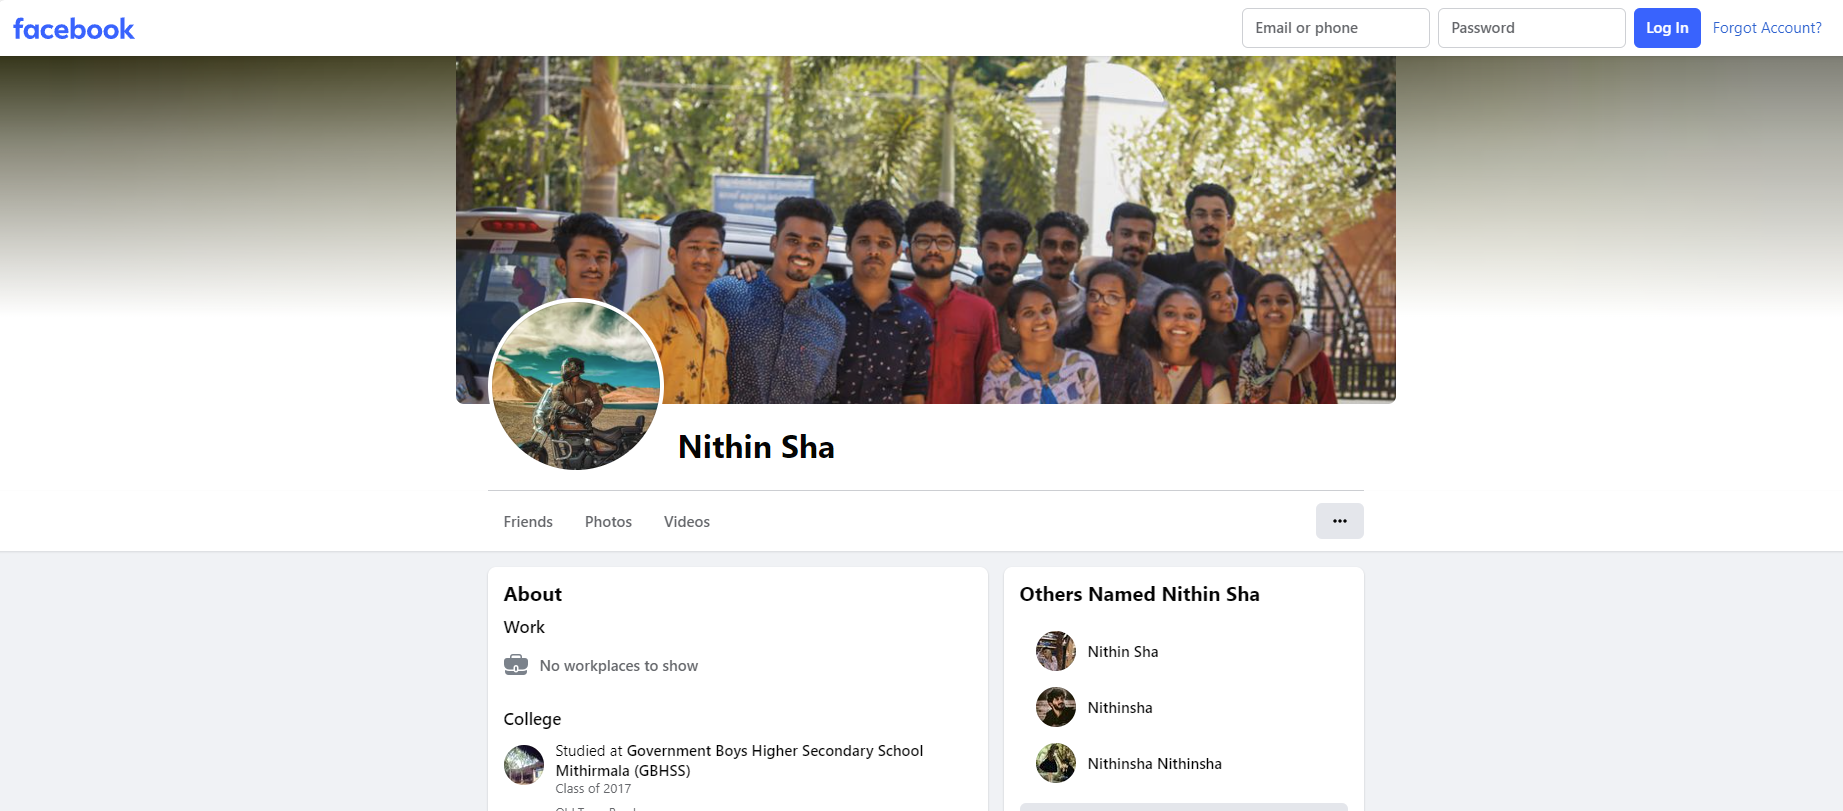 facebook
Email or phone
Password
Log In
Forgot Account?
Nithin Sha
Friends
Photos
Videos
About
Work
No workplaces to show
College
Studied at Government Boys Higher Secondary School
Mithirmala (GBHSS)
Class of 2017
Others Named Nithin Sha
Nithin Sha
Nithinsha
Nithinsha Nithinsha